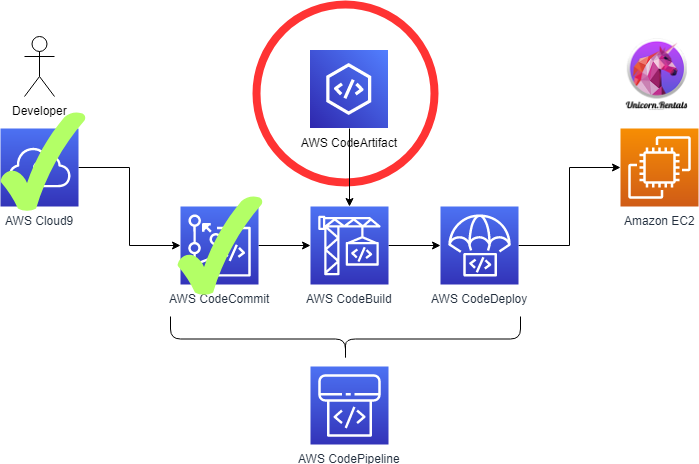 Developer
AWS CodeArtifact
Unicorn.Rentals
AWS Cloud9
Amazon EC2
AWS CodeCommit
AWS CodeBuild
AWS CodeDeploy
AWS CodePipeline